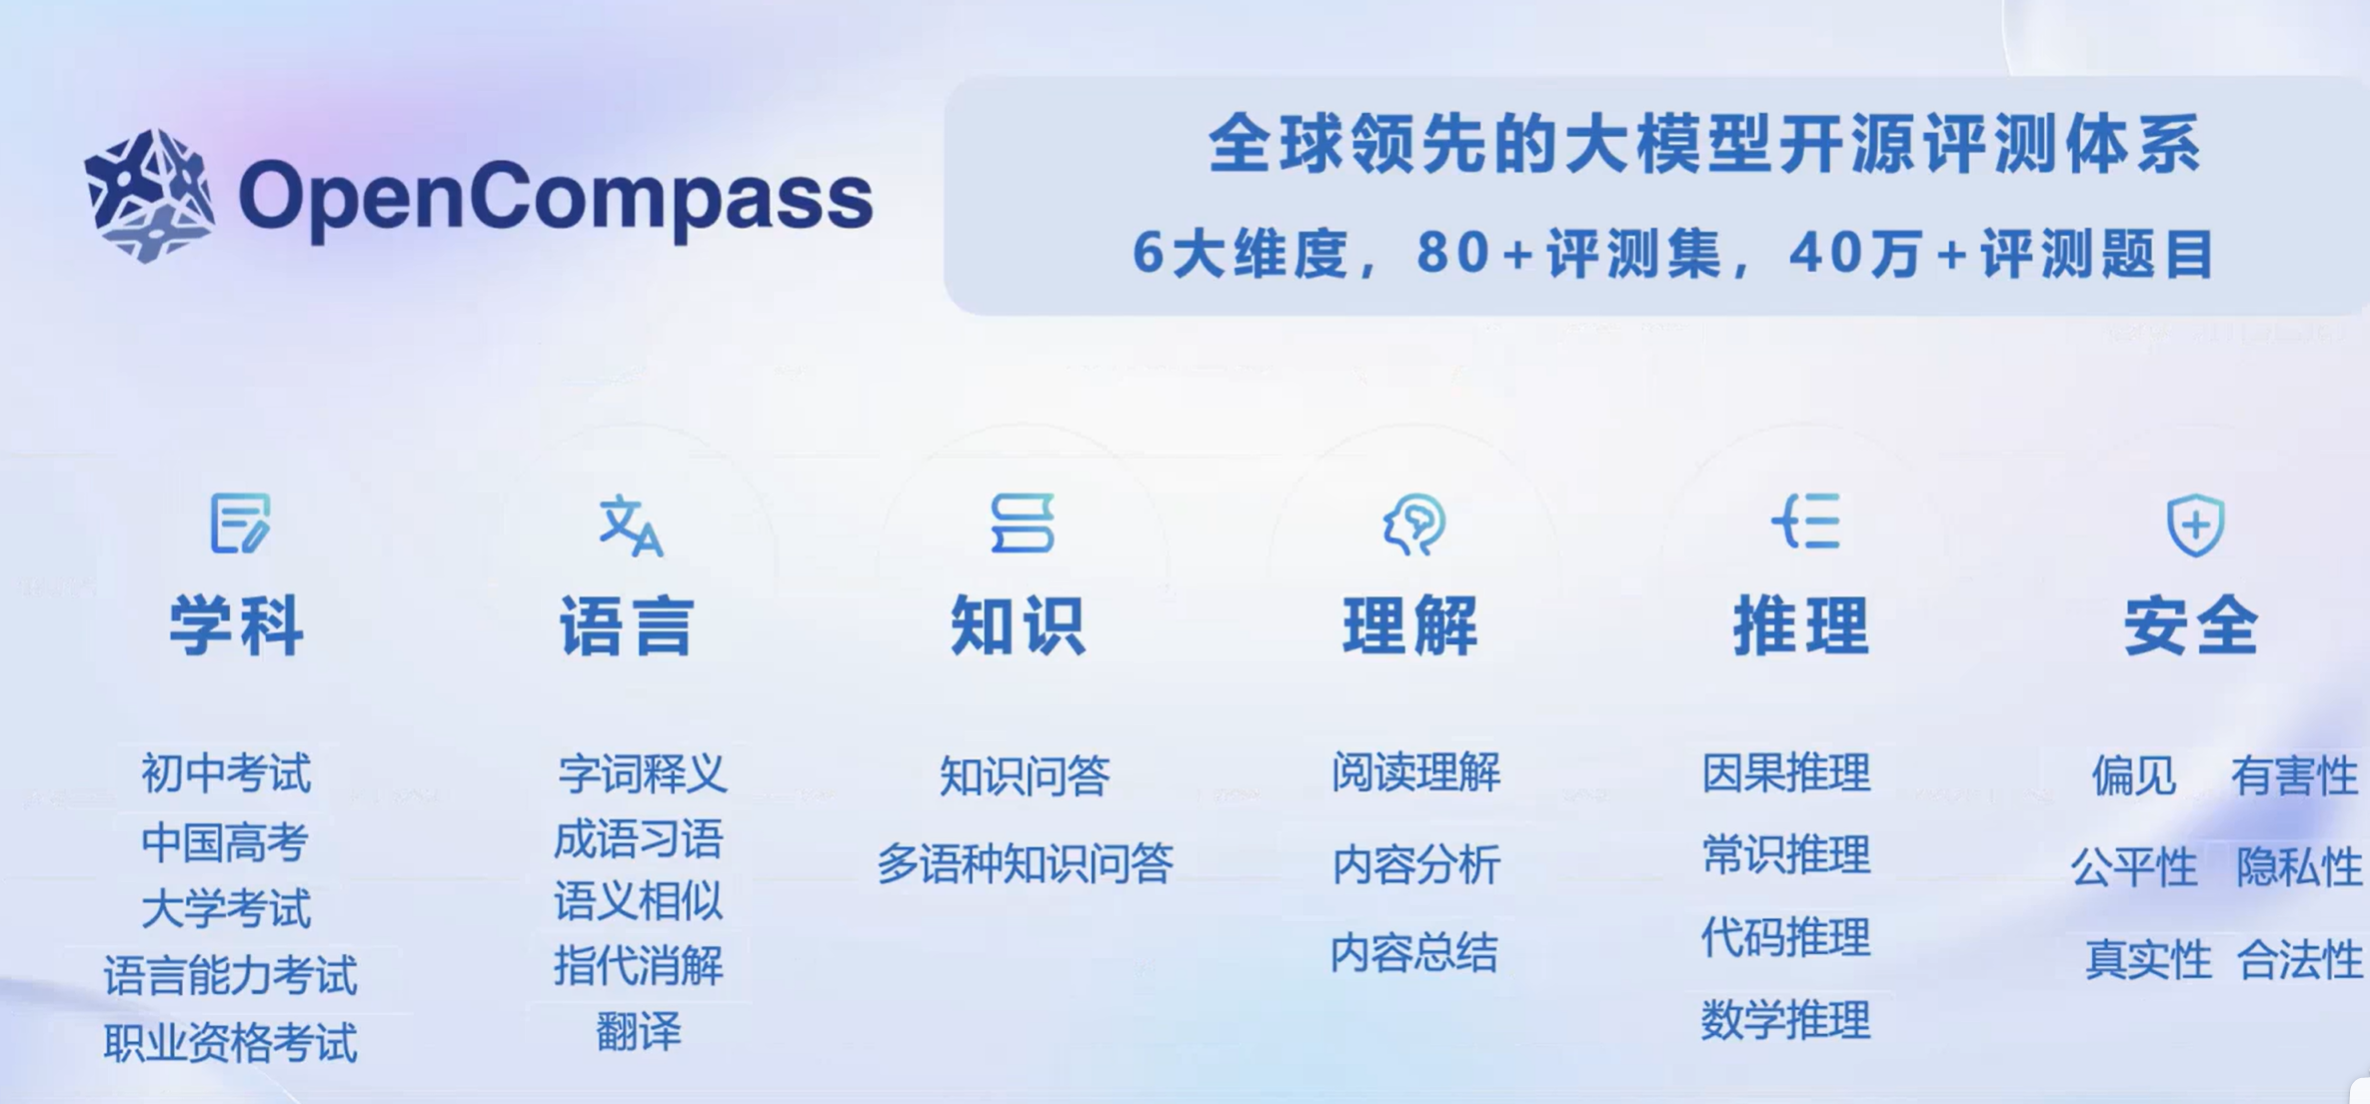 OpenCompass
全球领先的大模型开源评测体系
6大维度，80+评测集，40万+评测题目
学科
初中考试
中国高考
大学考试
语言能力考试
职业资格考试
语言
字词释义
成语习语
语义相似
指代消解
翻译
知识
知识问答
多语种知识问答
理解
阅读理解
内容分析
内容总结
推理
因果推理
常识推理
代码推理
数学推理
安全
偏见 有害性
公平性 隐私性
真实性 合法性